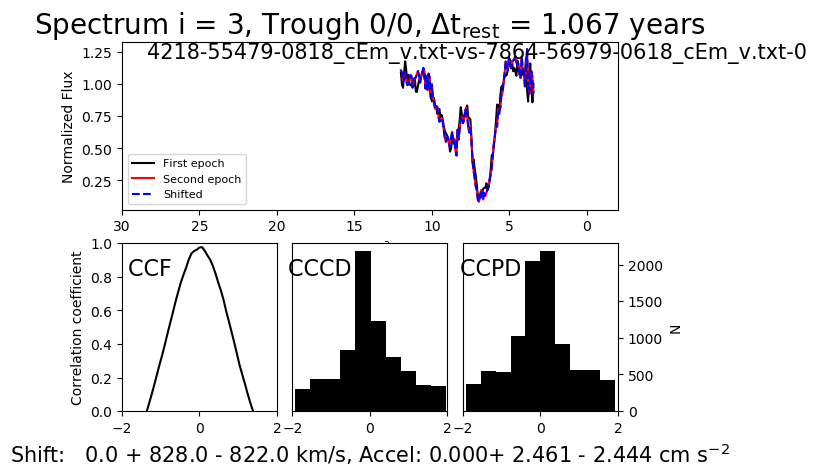 Spectrum i = 3, Trough 0/0, Δt_rest = 1.067 years
4218-55479-0818_cEm_v.txt-vs-7864-56979-0618_cEm_v.txt-0
Normalized Flux
1.25
1.00
0.75
0.50
0.25
First epoch
Second epoch
Shifted
30 25 20 15 10 5 0
Correlation coefficient
1.0
0.8
0.6
0.4
0.2
0.0
CCF
CCCD
CCPD
2000
1500
1000
500
0
N
−2 0 2
−2 0 2
−2 0 2
Shift: 0.0 + 828.0 - 822.0 km/s, Accel: 0.000+ 2.461 - 2.444 cm s⁻²